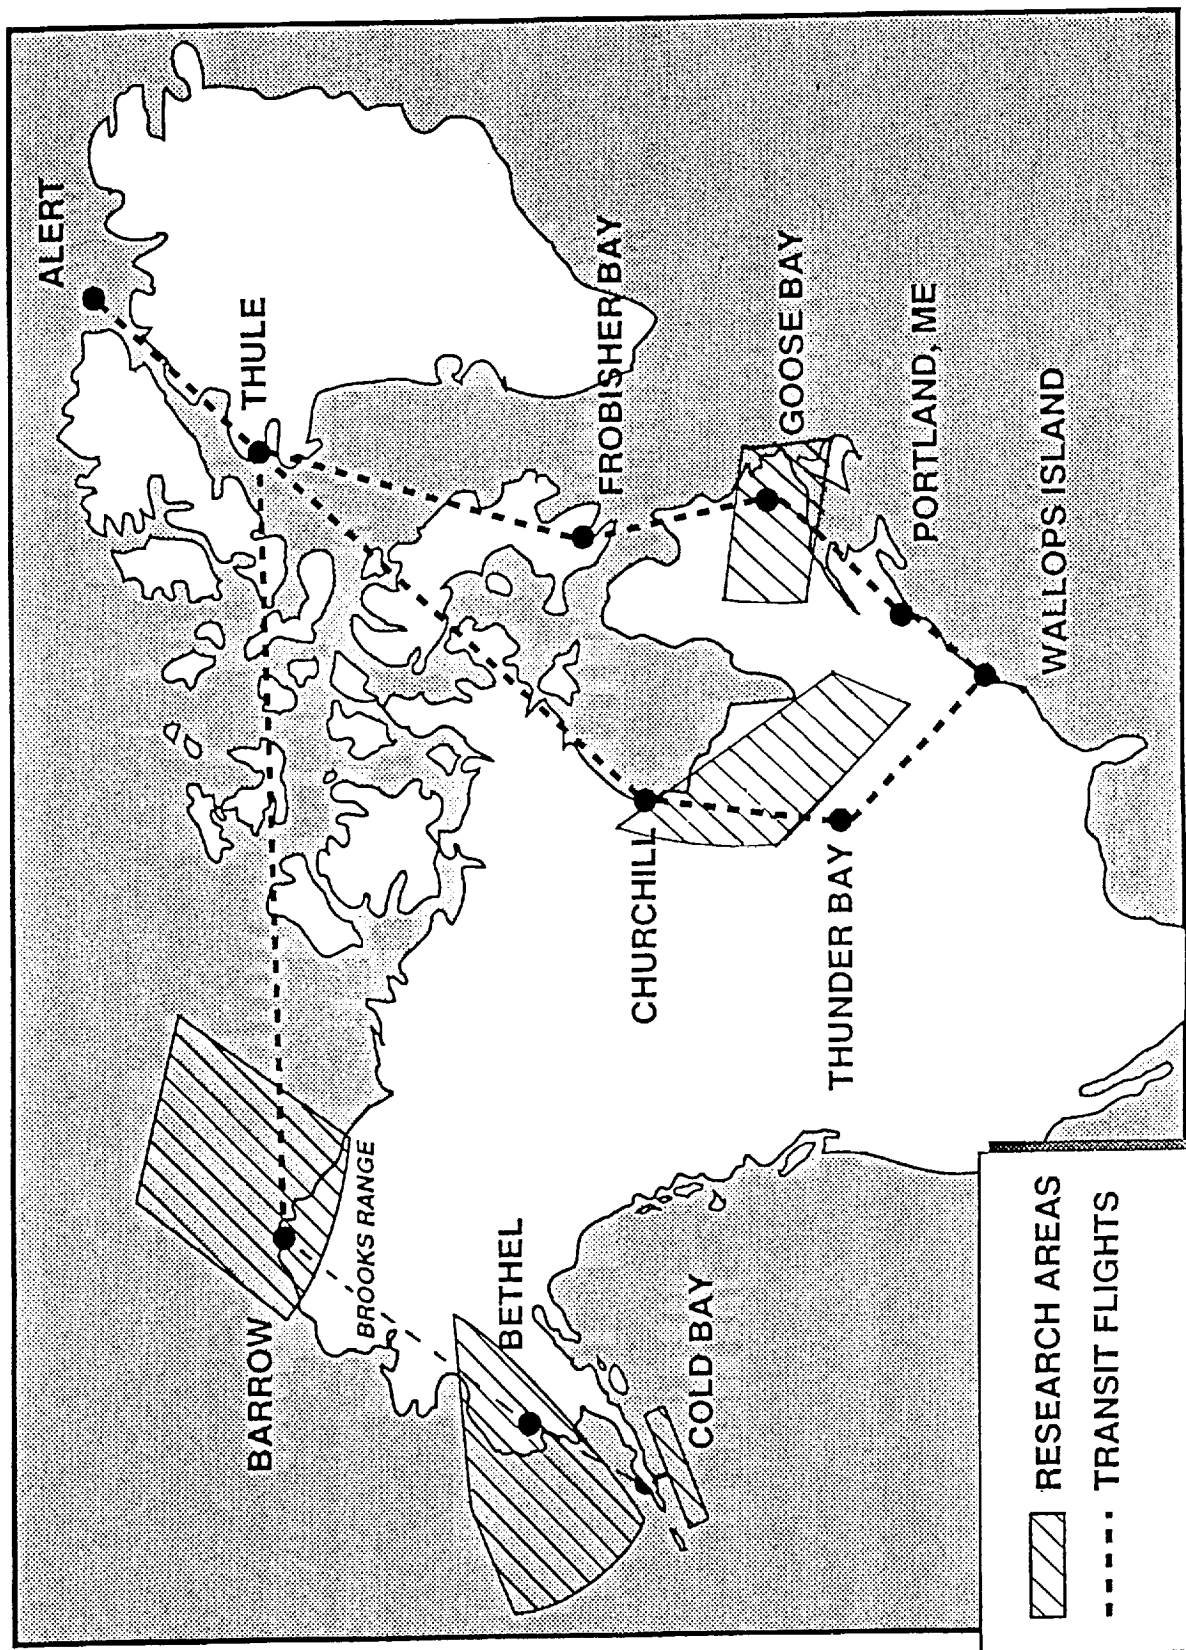 ALERT
THULE
FROBISHER BAY
GOOSE BAY
PORTLAND, ME
WALLOPS ISLAND
CHURCHILL
THUNDER BAY
BARROW
BROOKS RANGE
BETHEL
COLD BAY
RESEARCH AREAS
TRANSIT FLIGHTS